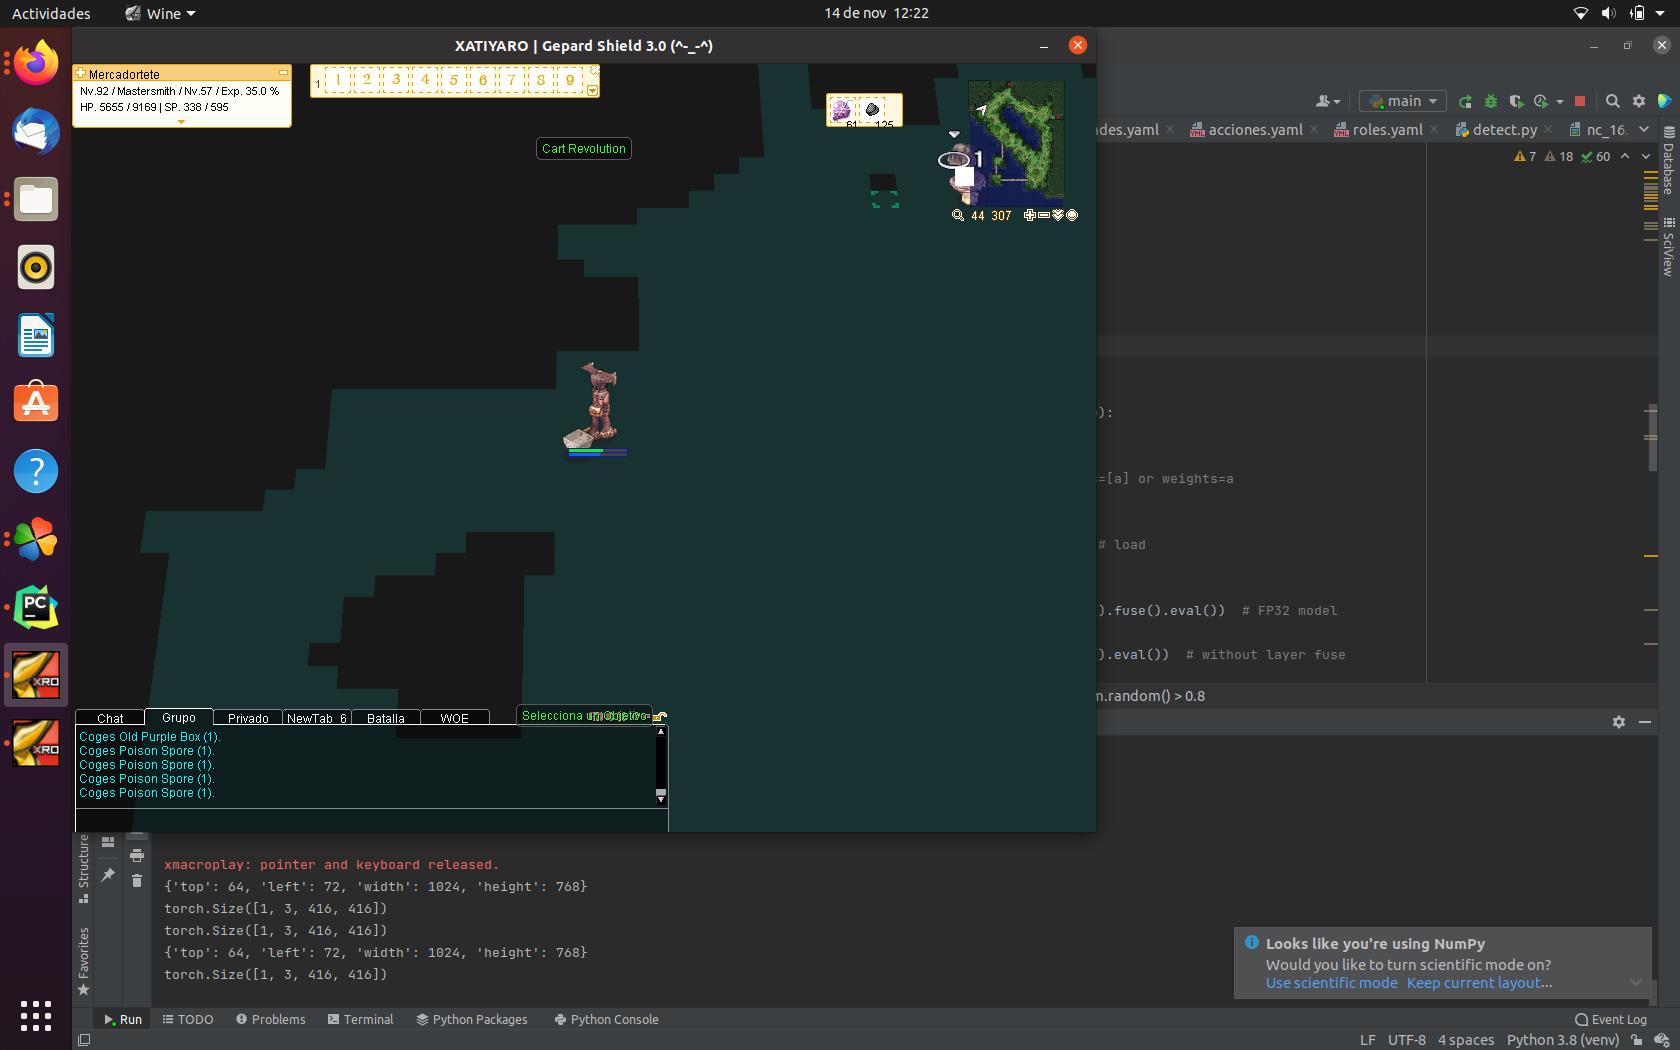 Actividades
Wine
14 de nov 12:22
XATIYARO | Gepard Shield 3.0 (^-_-^)
Mercadortete
Nv.92 / Mastersmith / Nv.57 / Exp. 35.0 %
HP. 5655 / 9169 | SP. 338 / 595
1 1 2 3 4 5 6 7 8 9
61 125
Cart Revolution
1
44 307
main
des.yaml
acciones.yaml
roles.yaml
detect.py
nc_16.
7 18 60
Database
SciView
):
=[a] or weights=a
# load
).fuse().eval()) # FP32 model
).eval()) # without layer fuse
m.random() > 0.8
Chat Grupo Privado NewTab_6 Batalla WOE
Coges Old Purple Box (1).
Coges Poison Spore (1).
Coges Poison Spore (1).
Coges Poison Spore (1).
Coges Poison Spore (1).
PC
XRO
XRO
Structure
Favorites
xmacroplay: pointer and keyboard released.
{'top': 64, 'left': 72, 'width': 1024, 'height': 768}
torch.Size([1, 3, 416, 416])
torch.Size([1, 3, 416, 416])
{'top': 64, 'left': 72, 'width': 1024, 'height': 768}
torch.Size([1, 3, 416, 416])
Looks like you're using NumPy
Would you like to turn scientific mode on?
Use scientific mode Keep current layout...
Run TODO Problems Terminal Python Packages Python Console
Event Log
LF UTF-8 4 spaces Python 3.8 (venv)